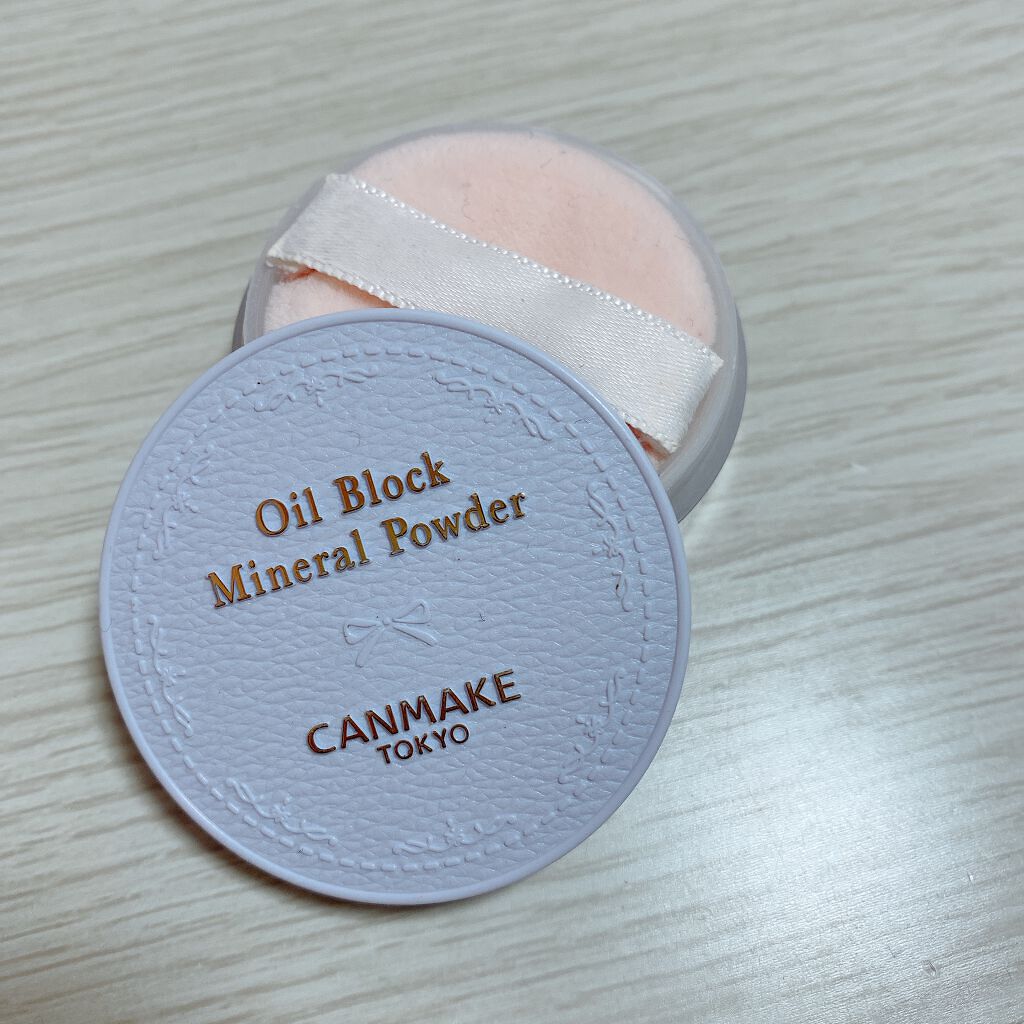 Oil Block
Mineral Powder
CANMAKE
TOKYO